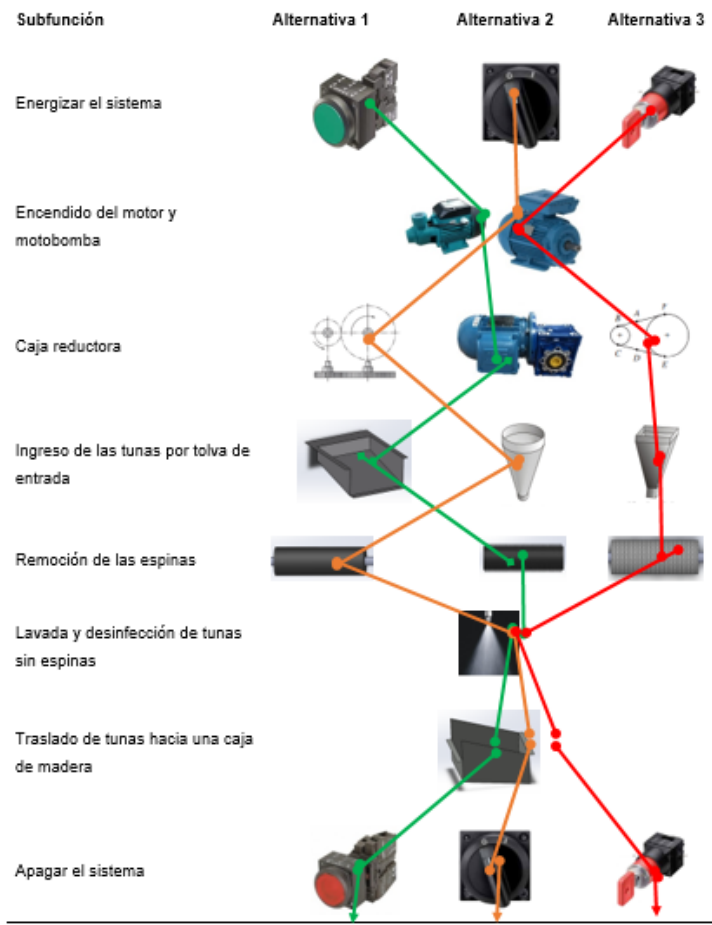 Subfunción Alternativa 1 Alternativa 2 Alternativa 3
Energizar el sistema
Encendido del motor y
motobomba
Caja reductora
B A F
C D E
Ingreso de las tunas por tolva de
entrada
Remoción de las espinas
Lavada y desinfección de tunas
sin espinas
Traslado de tunas hacia una caja
de madera
Apagar el sistema